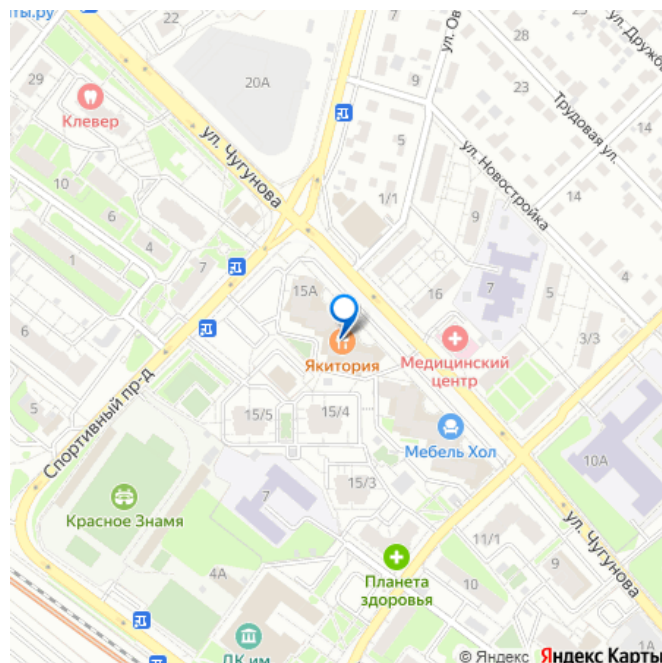 ты.ру
22
7
28
ул. Ов
ул. Дружб
29
20А
9
23
Клевер
Трудовая ул.
14
ул. Чугунова
5
ул. Новостройка
10
6
1/1
14
4
9
1
7
4
15А
16
7
5
6
Якитория
Медицинский
центр
3/3
Спортивный пр-д
5
15/5
15/4
Мебель Хол
10А
15/3
7
Красное Знамя
ул. Чугунова
11/1
9
4А
Планета
здоровья
10
ДК им
1А
© Яндекс Яндекс Карты